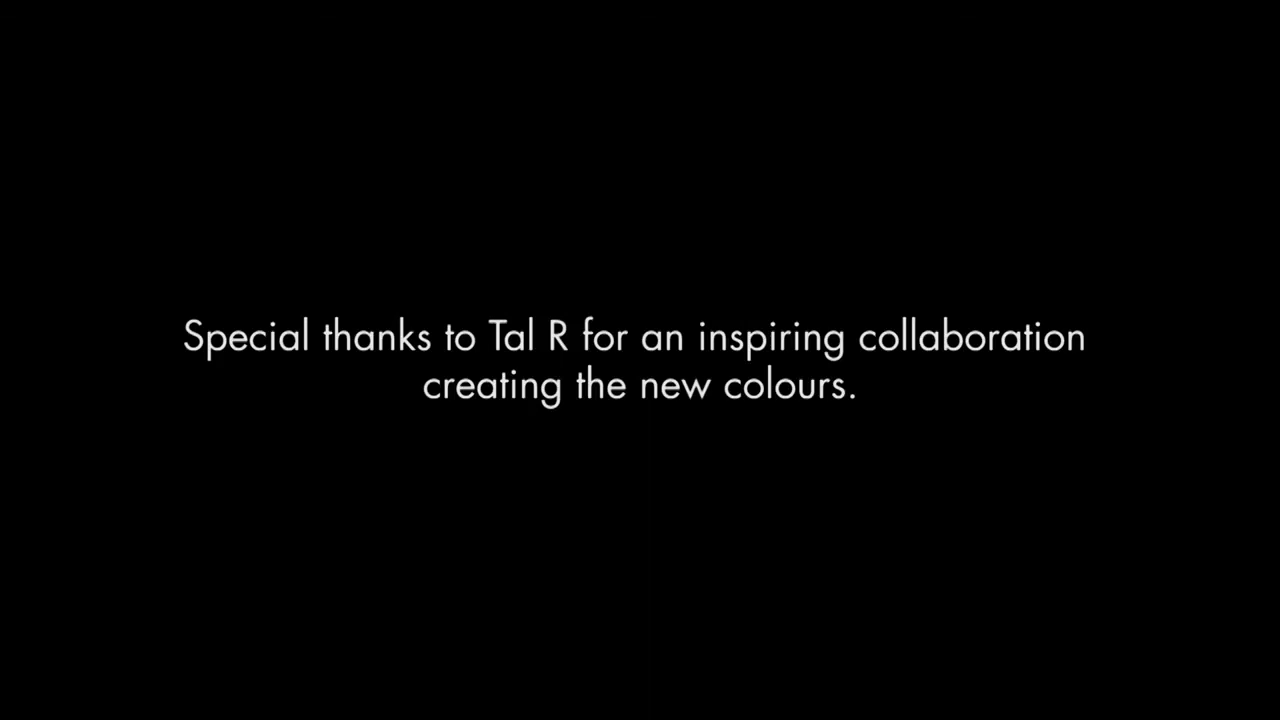 Special thanks to Tal R for an inspiring collaboration
creating the new colours.